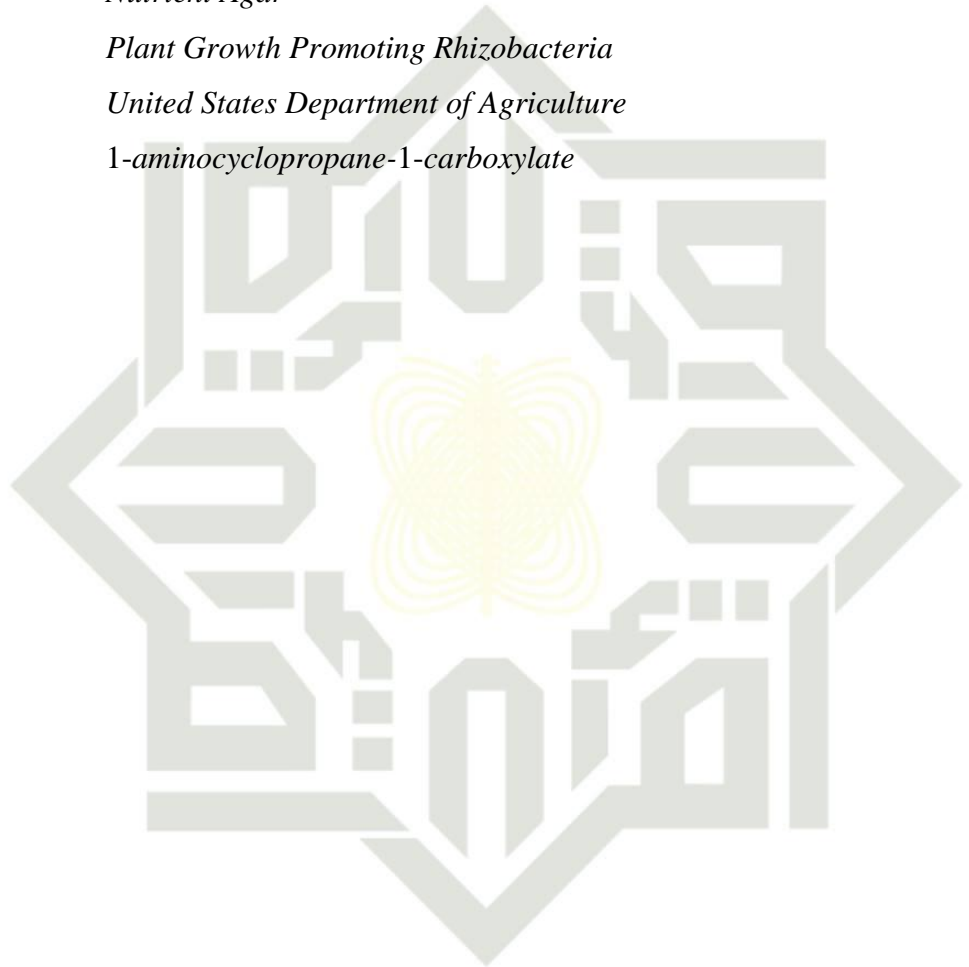 Nutrient Agar
Plant Growth Promoting Rhizobacteria
United States Department of Agriculture
1-aminocyclopropane-1-carboxylate